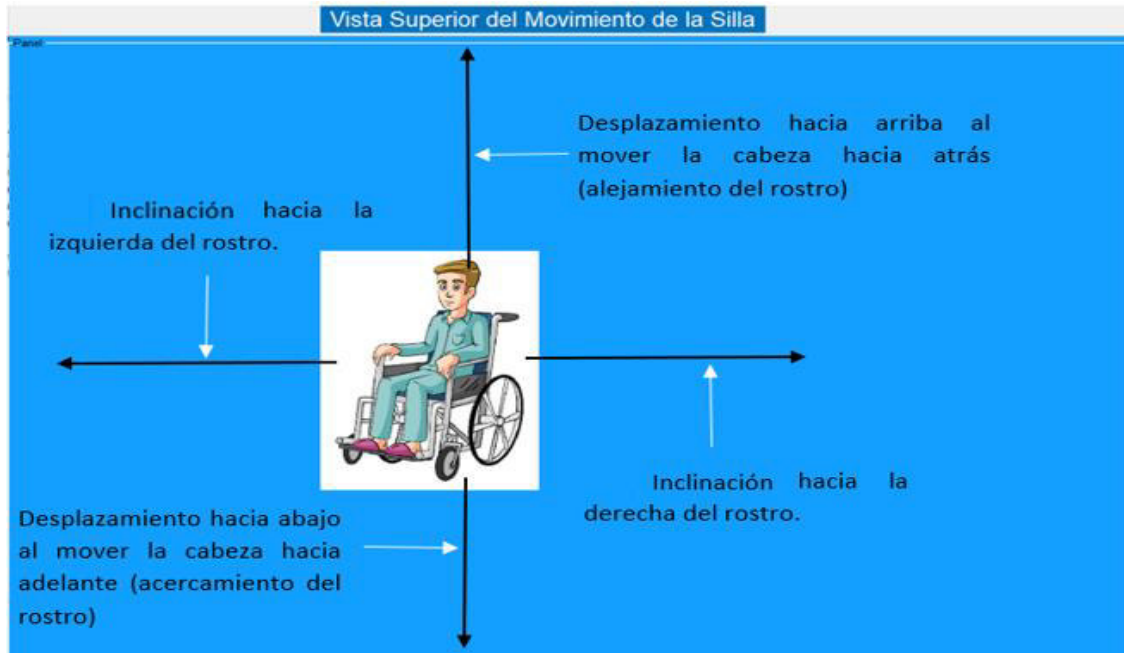 Vista Superior del Movimiento de la Silla
Panel
Desplazamiento hacia arriba al
mover la cabeza hacia atrás
(alejamiento del rostro)
Inclinación hacia la
izquierda del rostro.
Inclinación hacia la
derecha del rostro.
Desplazamiento hacia abajo
al mover la cabeza hacia
adelante (acercamiento del
rostro)